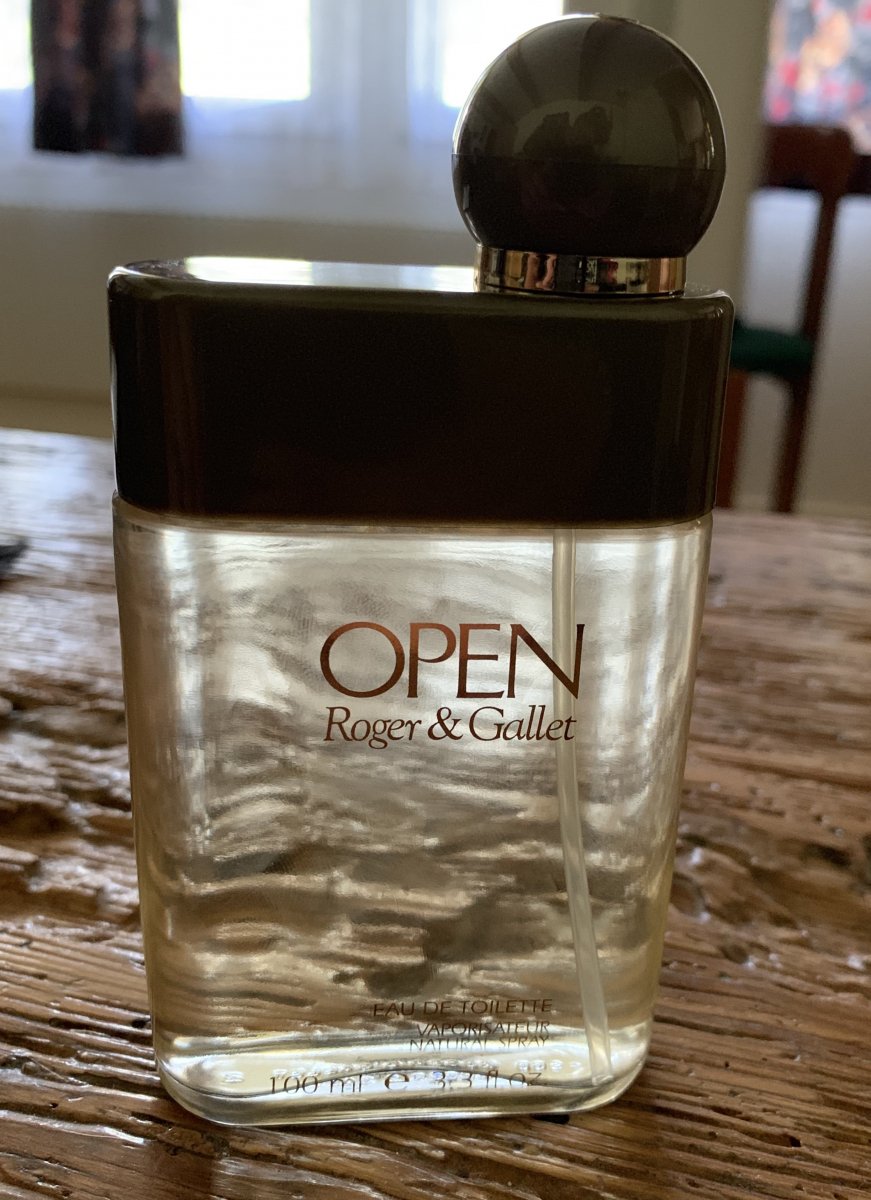 OPEN
Roger & Gallet
EAU DE TOILETTE
VAPORISATEUR
NATURAL SPRAY
100 ml e 3.3 fl oz